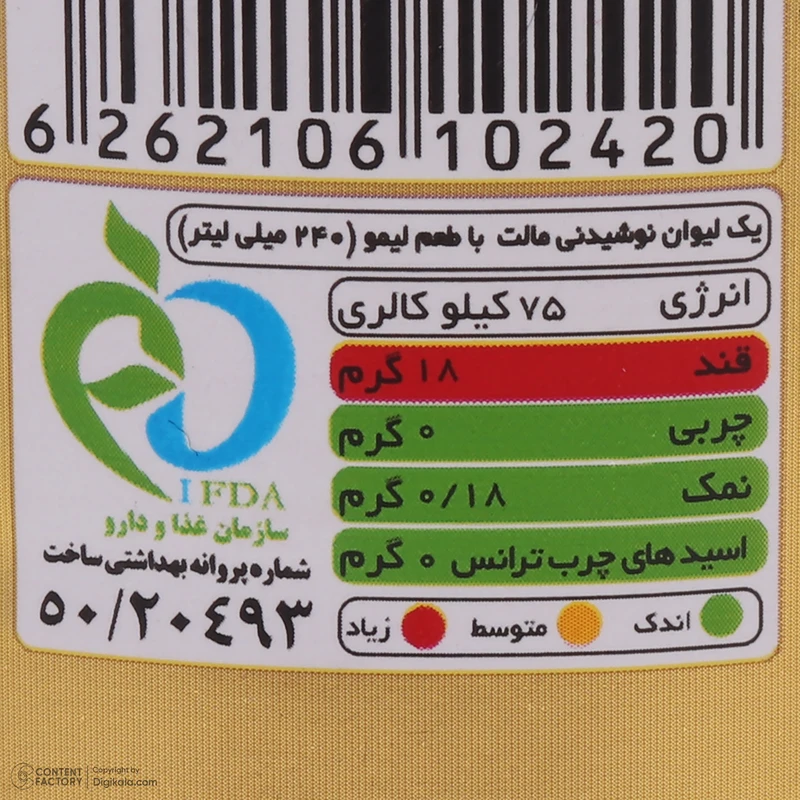 6 262106 102420
یک لیوان نوشیدنی مالت با طعم لیمو (۲۴۰ میلی لیتر)
انرژی ۷۵ کیلو کالری
قند ۱۸ گرم
چربی ۰ گرم
نمک ۰/۱۸ گرم
اسید های چرب ترانس ۰ گرم
اندک متوسط زیاد
IFDA
سازمان غذا و دارو
شماره پروانه بهداشتی ساخت
۵۰/۲۰٤۹۳
CONTENT FACTORY
Copyright by
Digikala.com